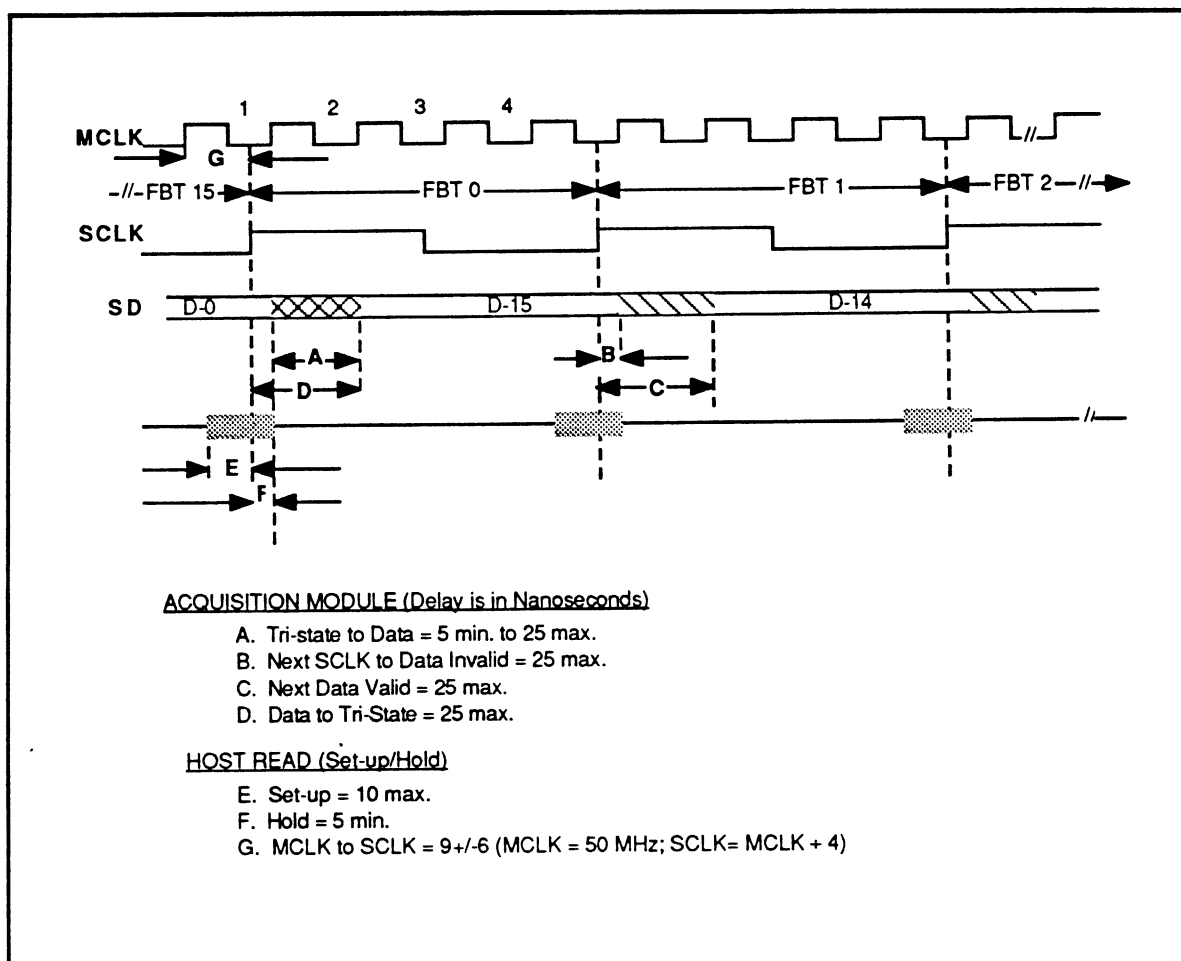 1 2 3 4
MCLK
G
FBT 15 FBT 0 FBT 1 FBT 2
SCLK
SD D-0 D-15 D-14
A B
D C
E
F
ACQUISITION MODULE (Delay is in Nanoseconds)
A. Tri-state to Data = 5 min. to 25 max.
B. Next SCLK to Data Invalid = 25 max.
C. Next Data Valid = 25 max.
D. Data to Tri-State = 25 max.
HOST READ (Set-up/Hold)
E. Set-up = 10 max.
F. Hold = 5 min.
G. MCLK to SCLK = 9+/-6 (MCLK = 50 MHz; SCLK= MCLK + 4)